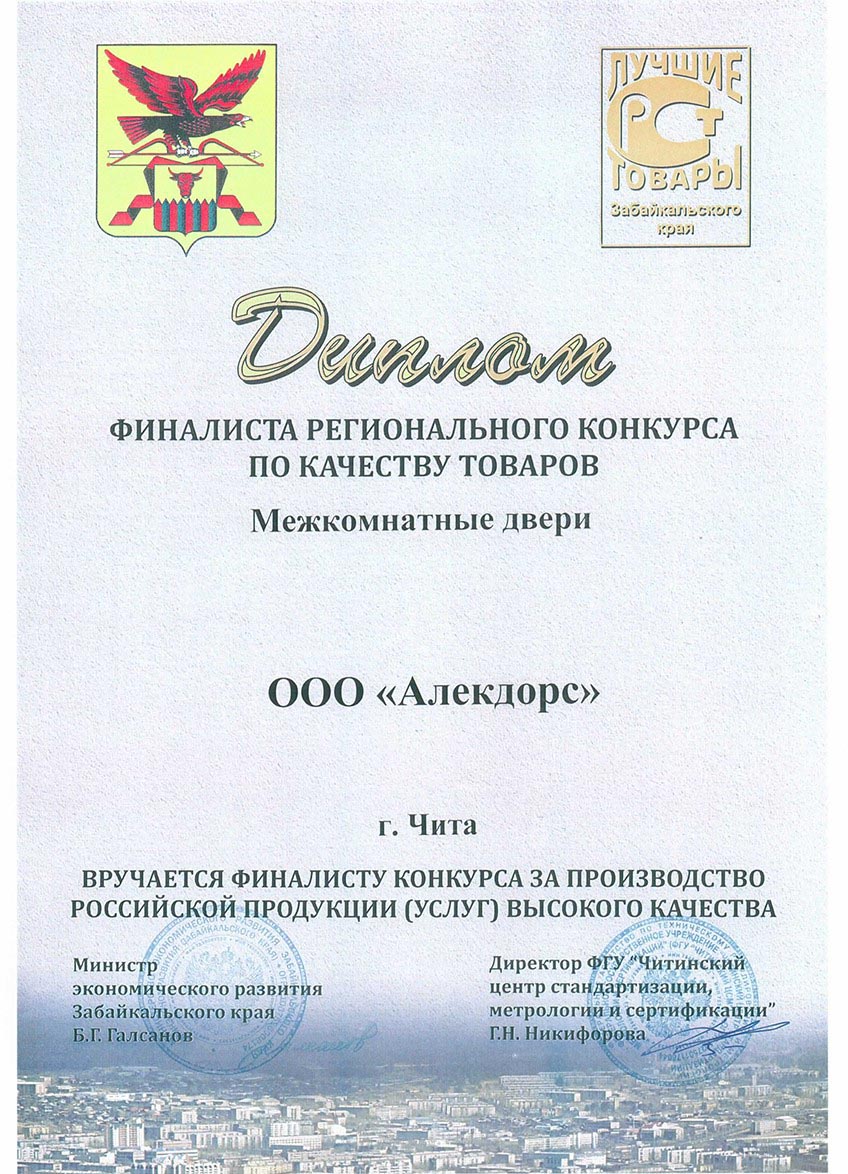 ЛУЧШИЕ
РСТ
ТОВАРЫ
Забайкальского
края
Диплом
ФИНАЛИСТА РЕГИОНАЛЬНОГО КОНКУРСА
ПО КАЧЕСТВУ ТОВАРОВ
Межкомнатные двери
ООО «Алекдорс»
г. Чита
ВРУЧАЕТСЯ ФИНАЛИСТУ КОНКУРСА ЗА ПРОИЗВОДСТВО
РОССИЙСКОЙ ПРОДУКЦИИ (УСЛУГ) ВЫСОКОГО КАЧЕСТВА
Министр
экономического развития
Забайкальского края
Б.Г. Галсанов
Директор ФГУ "Читинский
центр стандартизации,
метрологии и сертификации"
Г.Н. Никифорова